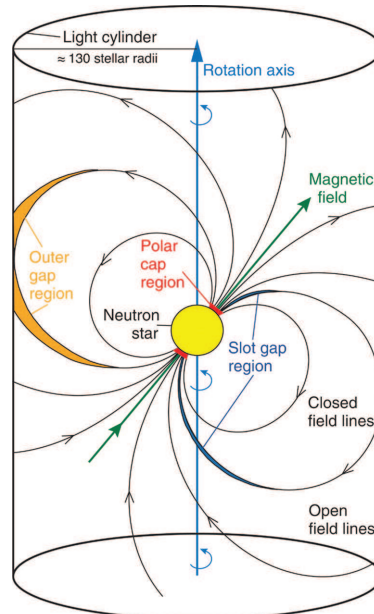 Light cylinder
≈ 130 stellar radii
Rotation axis
Magnetic
field
Polar
cap
region
Outer
gap
region
Neutron
star
Slot gap
region
Closed
field lines
Open
field lines